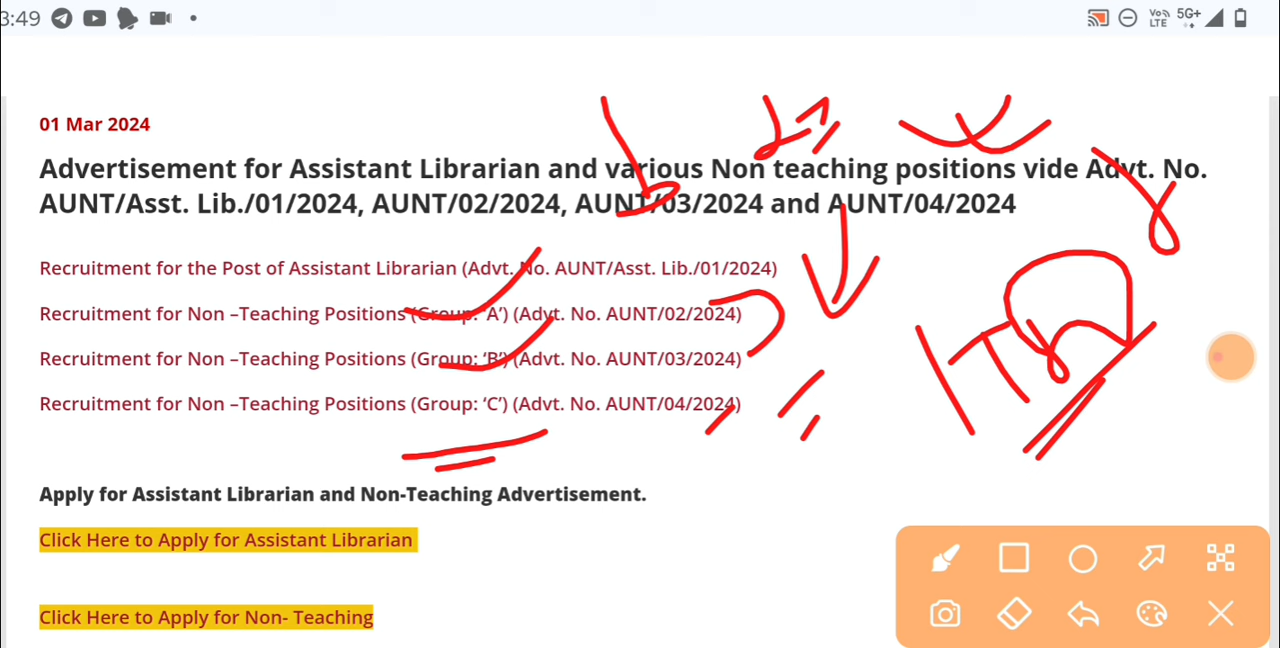 3:49
Vo LTE 5G+
01 Mar 2024
Advertisement for Assistant Librarian and various Non teaching positions vide Advt. No.
AUNT/Asst. Lib./01/2024, AUNT/02/2024, AUNT/03/2024 and AUNT/04/2024
Recruitment for the Post of Assistant Librarian (Advt. No. AUNT/Asst. Lib./01/2024)
Recruitment for Non –Teaching Positions (Group: ‘A’) (Advt. No. AUNT/02/2024)
Recruitment for Non –Teaching Positions (Group: ‘B’) (Advt. No. AUNT/03/2024)
Recruitment for Non –Teaching Positions (Group: ‘C’) (Advt. No. AUNT/04/2024)
Apply for Assistant Librarian and Non-Teaching Advertisement.
Click Here to Apply for Assistant Librarian
Click Here to Apply for Non- Teaching